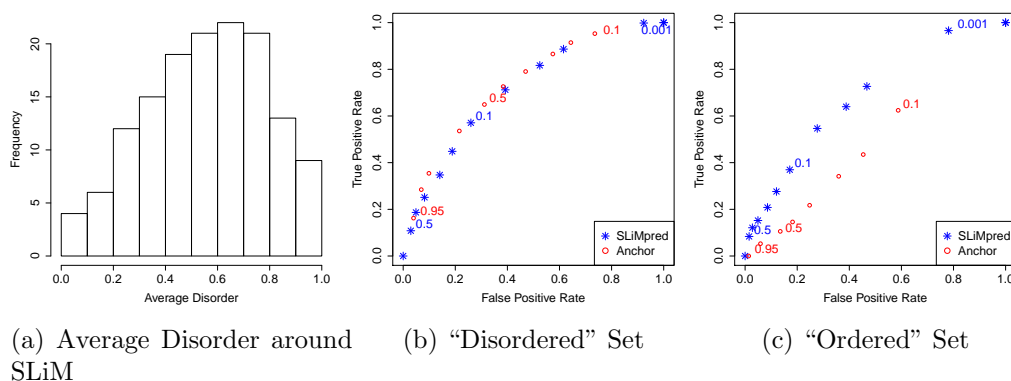 Frequency
0 5 10 15 20
0.0 0.2 0.4 0.6 0.8 1.0
Average Disorder
(a) Average Disorder around
SLiM
True Positive Rate
0.0 0.2 0.4 0.6 0.8 1.0
0.001
0.1
0.5
0.1
0.95
0.5
SLiMpred
Anchor
0.0 0.2 0.4 0.6 0.8 1.0
False Positive Rate
(b) “Disordered” Set
True Positive Rate
0.0 0.2 0.4 0.6 0.8 1.0
0.001
0.1
0.1
0.5
0.5
0.95
SLiMpred
Anchor
0.0 0.2 0.4 0.6 0.8 1.0
False Positive Rate
(c) “Ordered” Set